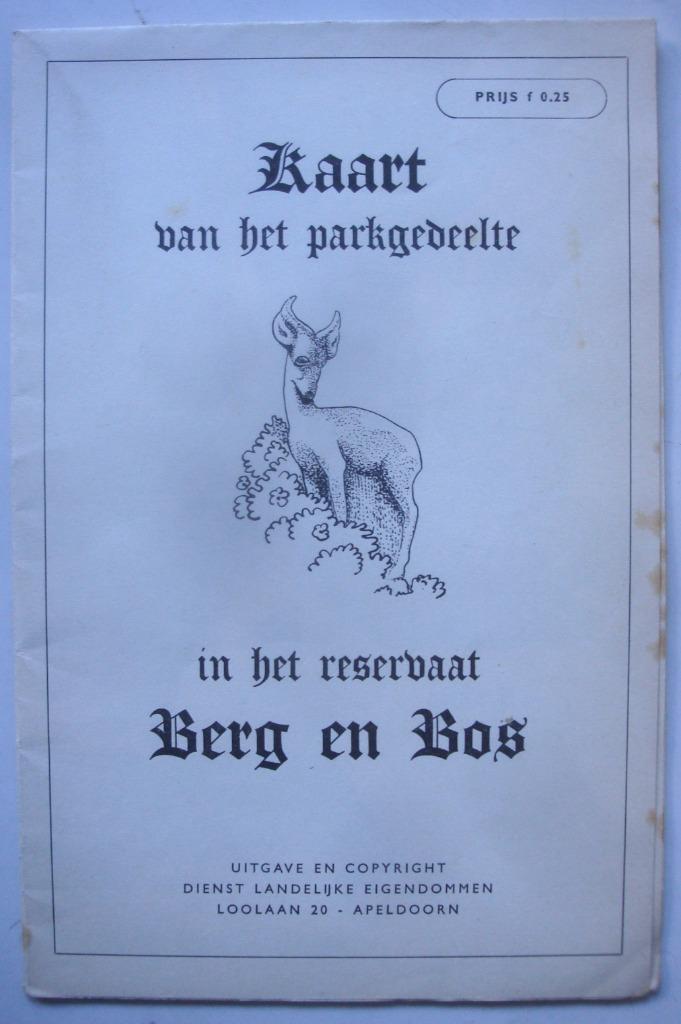 PRIJS f 0.25
Kaart
van het parkgedeelte
in het reservaat
Berg en Bos
UITGAVE EN COPYRIGHT
DIENST LANDELIJKE EIGENDOMMEN
LOOLAAN 20 - APELDOORN